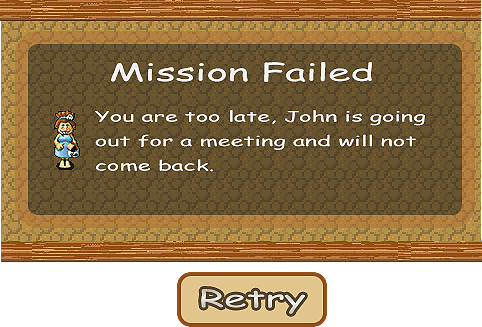 Mission Failed
You are too late, John is going
out for a meeting and will not
come back.
Retry